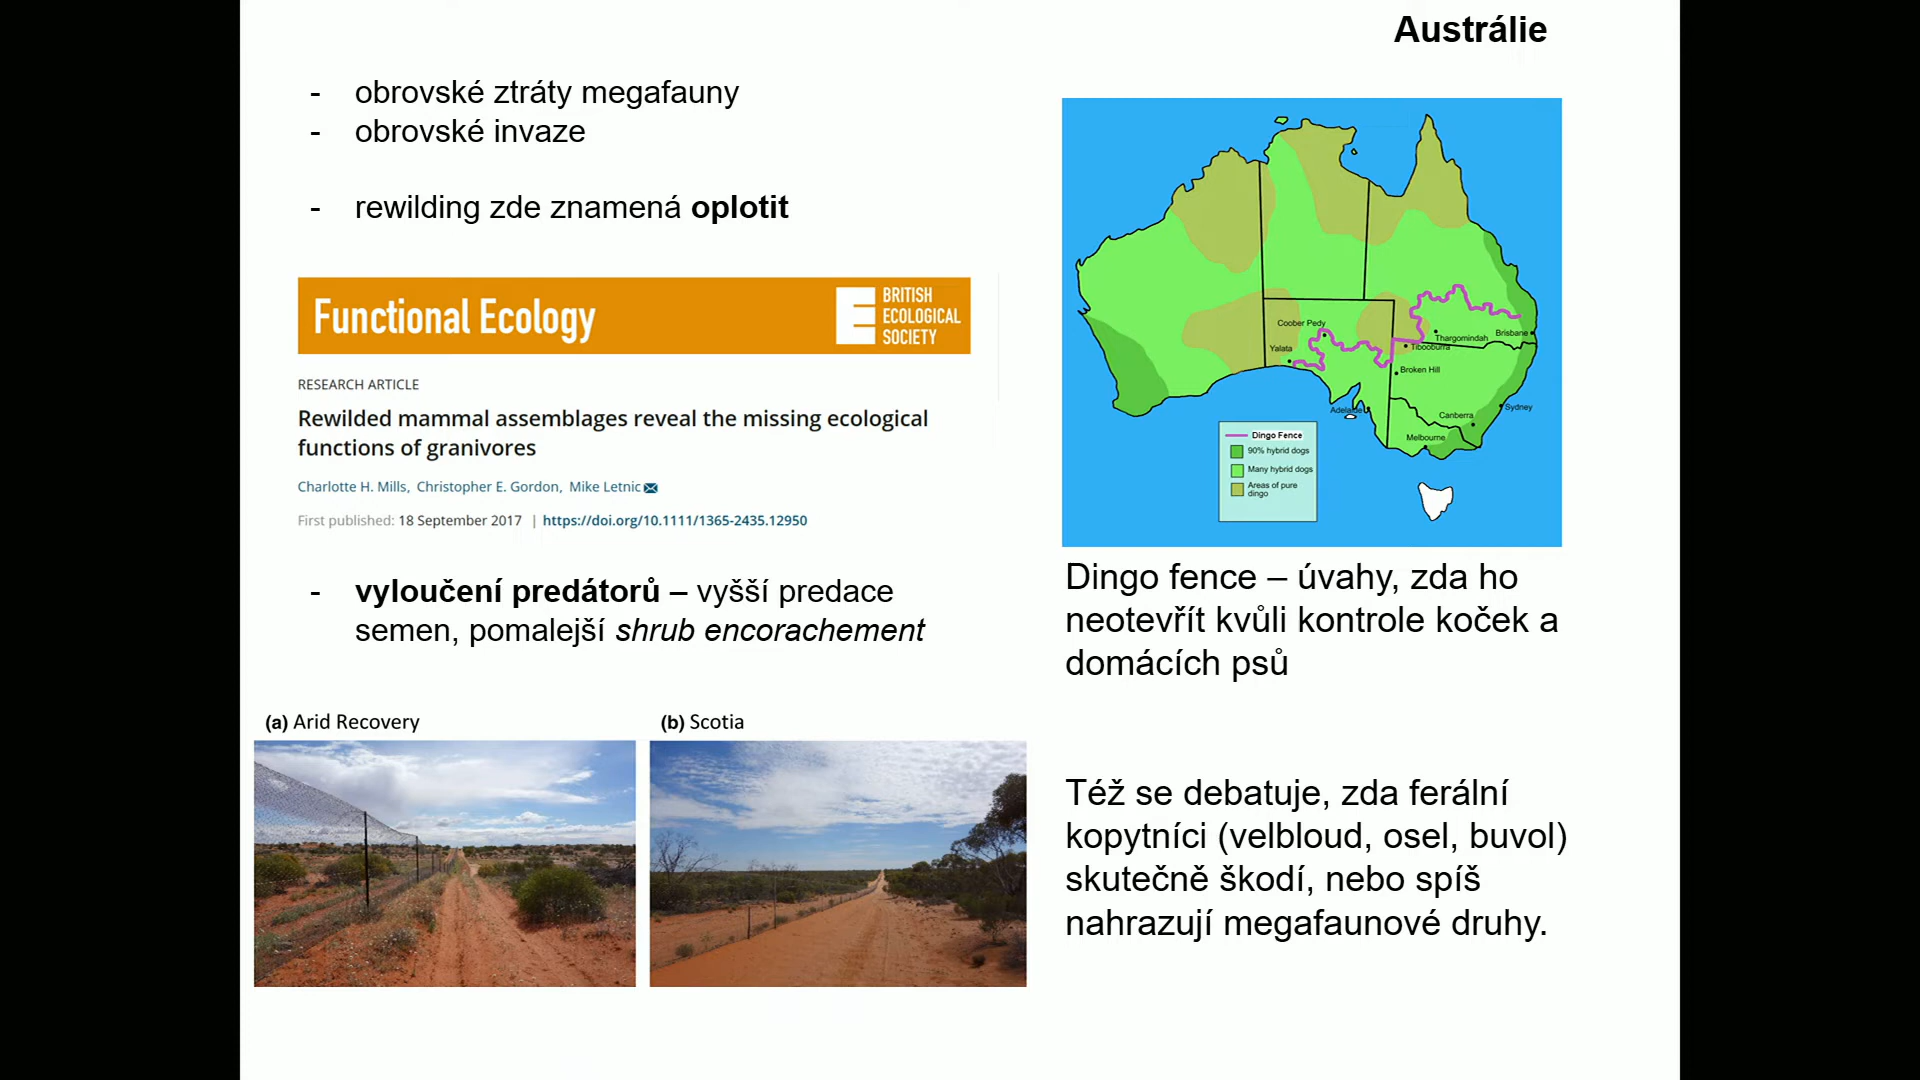 Austrálie
- obrovské ztráty megafauny
- obrovské invaze
- rewilding zde znamená oplotit
Functional Ecology
BRITISH
ECOLOGICAL
SOCIETY
RESEARCH ARTICLE
Rewilded mammal assemblages reveal the missing ecological
functions of granivores
Charlotte H. Mills, Christopher E. Gordon, Mike Letnic
First published: 18 September 2017 | https://doi.org/10.1111/1365-2435.12950
- vyloučení predátorů – vyšší predace
semen, pomalejší shrub encorachement
(a) Arid Recovery
(b) Scotia
Coober Pedy
Yalata
Thargomindah
Brisbane
Tibooburra
Broken Hill
Adelaide
Sydney
Canberra
Melbourne
Dingo Fence
90% hybrid dogs
Many hybrid dogs
Areas of pure
dingo
Dingo fence – úvahy, zda ho
neotevřít kvůli kontrole koček a
domácích psů
Též se debatuje, zda ferální
kopytníci (velbloud, osel, buvol)
skutečně škodí, nebo spíš
nahrazují megafaunové druhy.